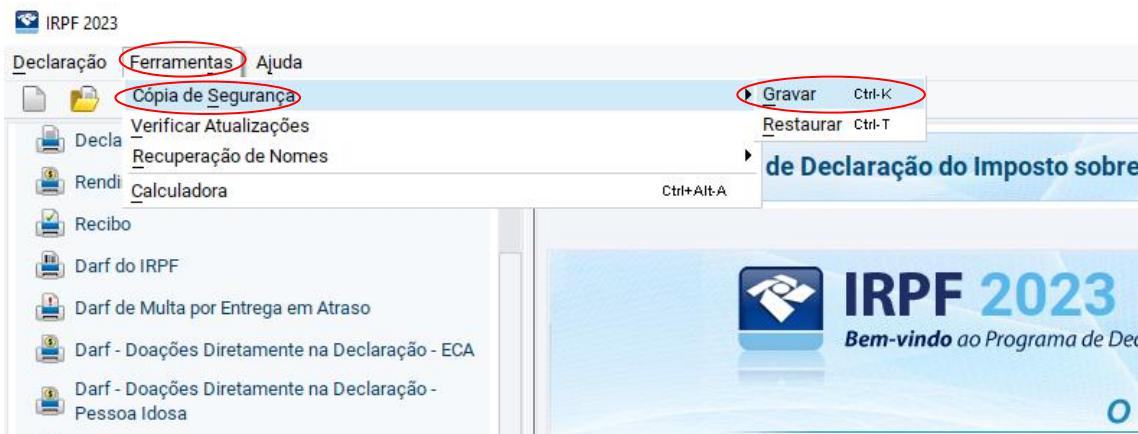 IRPF 2023
Declaração Ferramentas Ajuda
Cópia de Segurança
Gravar Ctrl-K
Verificar Atualizações
Restaurar Ctrl-T
Decla
Recuperação de Nomes
de Declaração do Imposto sobre
Rendi
Calculadora Ctrl+Alt-A
Recibo
Darf do IRPF
Darf de Multa por Entrega em Atraso
Darf - Doações Diretamente na Declaração - ECA
Darf - Doações Diretamente na Declaração -
Pessoa Idosa
IRPF 2023
Bem-vindo ao Programa de Dec
O